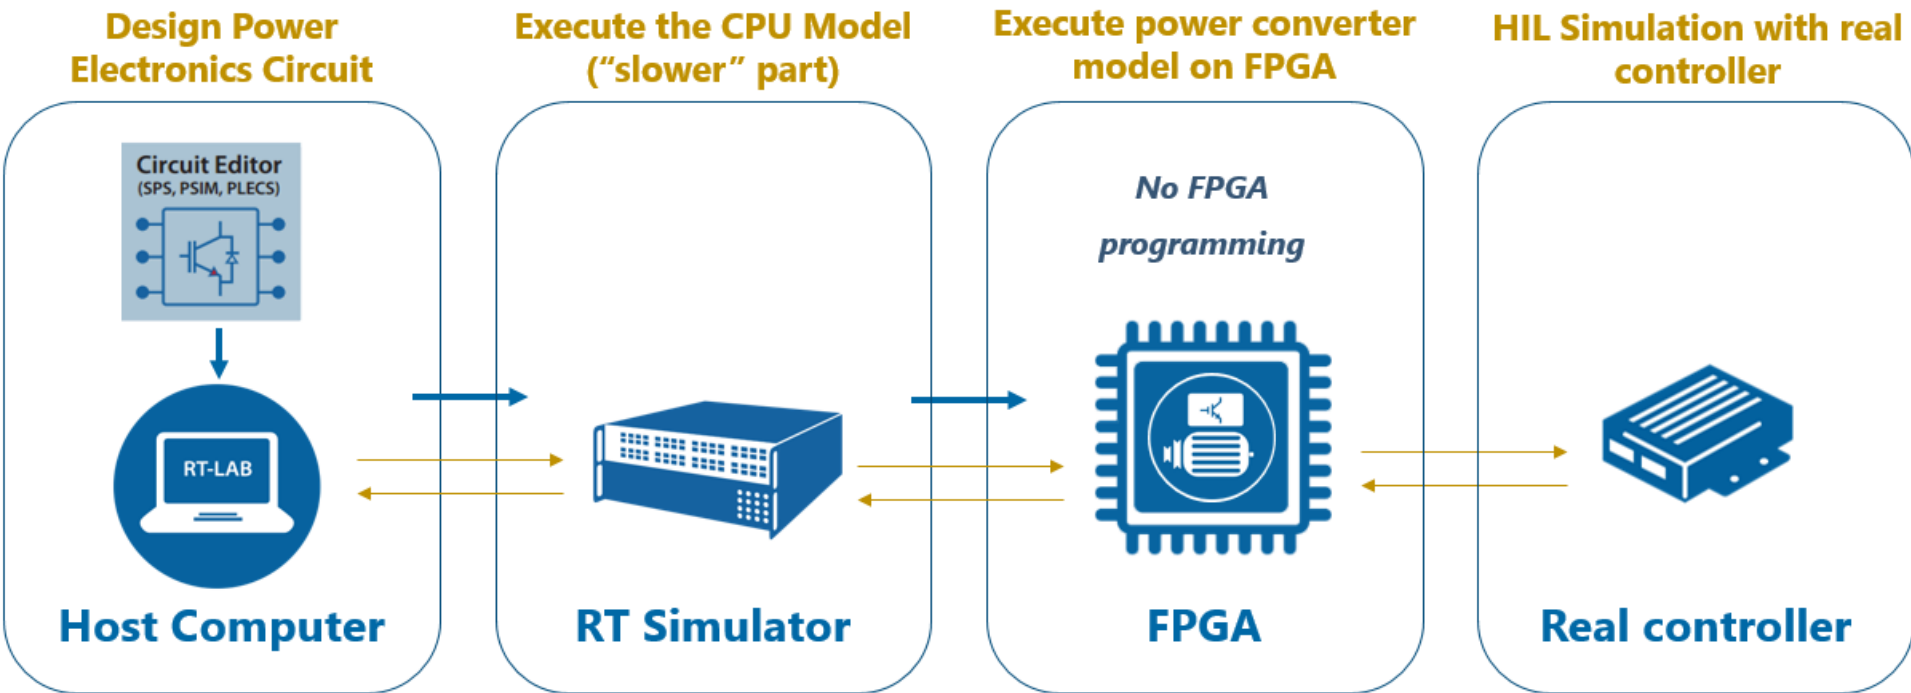 Design Power
Electronics Circuit
Circuit Editor
(SPS, PSIM, PLECS)
RT-LAB
Host Computer
Execute the CPU Model
(“slower” part)
RT Simulator
Execute power converter
model on FPGA
No FPGA
programming
FPGA
HIL Simulation with real
controller
Real controller